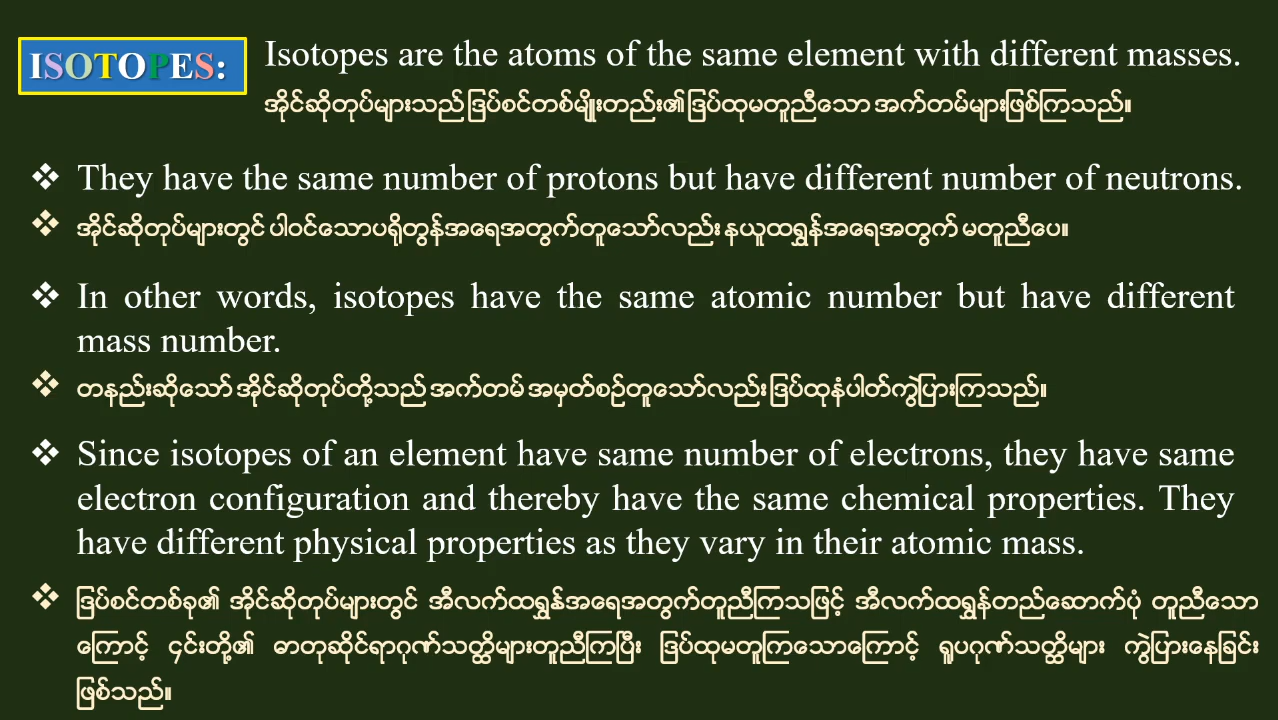 ISOTOPES:
Isotopes are the atoms of the same element with different masses.
အိုင်ဆိုတုပ်များသည် ဒြပ်စင်တစ်မျိုးတည်း၏ ဒြပ်ထုမတူညီသော အက်တမ်များဖြစ်ကြသည်။
❖ They have the same number of protons but have different number of neutrons.
❖ အိုင်ဆိုတုပ်များတွင် ပါဝင်သောပရိုတွန်အရေအတွက်တူသော်လည်း နယူထရွှန်အရေအတွက် မတူညီပေ။
❖ In other words, isotopes have the same atomic number but have different
mass number.
❖ တနည်းဆိုသော် အိုင်ဆိုတုပ်တို့သည် အက်တမ် အမှတ်စဉ်တူသော်လည်း ဒြပ်ထုနံပါတ်ကွဲပြားကြသည်။
❖ Since isotopes of an element have same number of electrons, they have same
electron configuration and thereby have the same chemical properties. They
have different physical properties as they vary in their atomic mass.
❖ ဒြပ်စင်တစ်ခု၏ အိုင်ဆိုတုပ်များတွင် အီလက်ထရွှန်အရေအတွက်တူညီကြသဖြင့် အီလက်ထရွှန်တည်ဆောက်ပုံ တူညီသော
ကြောင့် ၄င်းတို့၏ ဓာတုဆိုင်ရာဂုဏ်သတ္ထိများတူညီကြပြီး ဒြပ်ထုမတူကြသောကြောင့် ရူပဂုဏ်သတ္ထိများ ကွဲပြားနေခြင်း
ဖြစ်သည်။